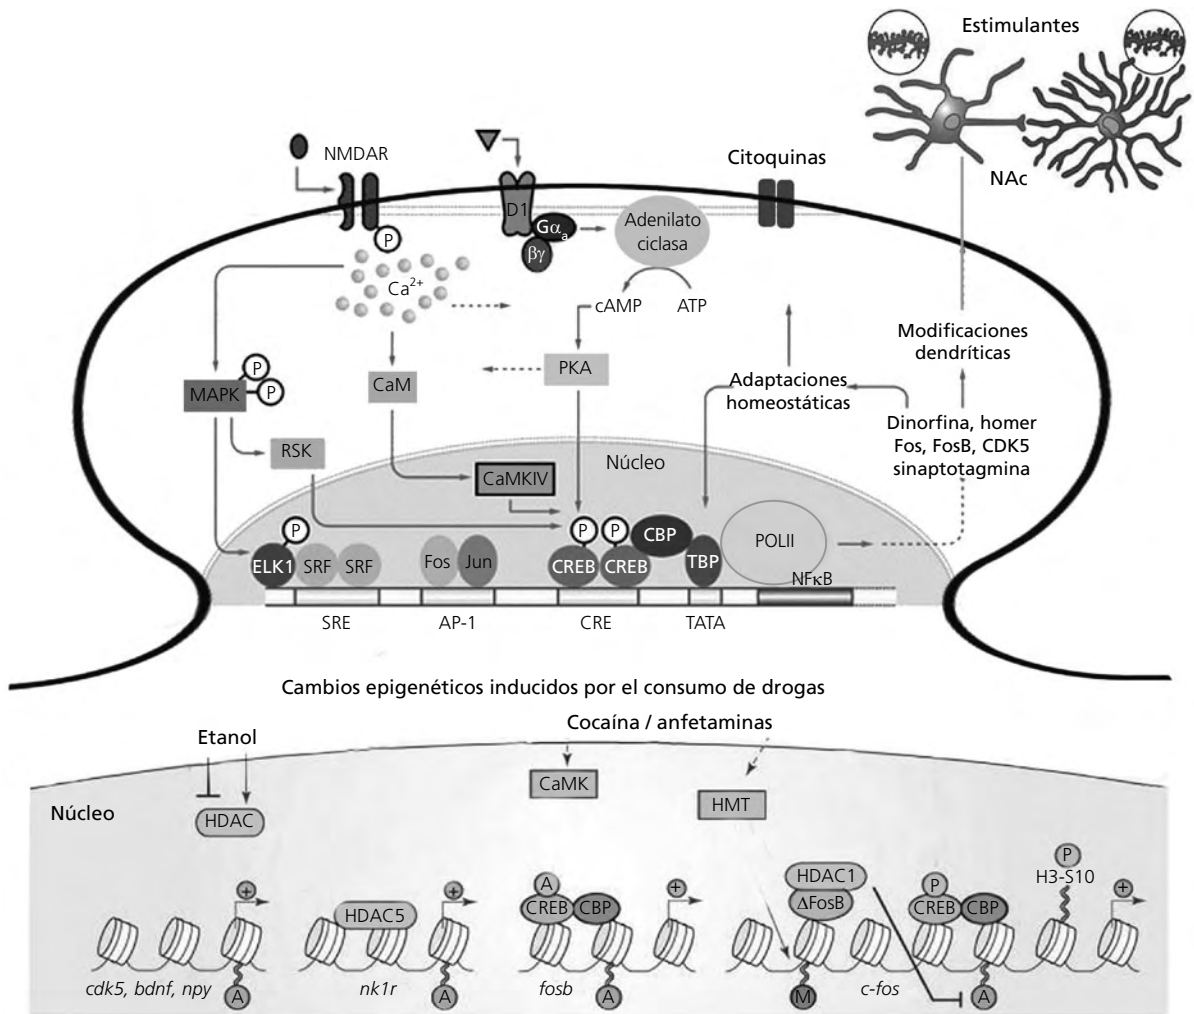 Estimulantes
NMDAR
Citoquinas
NAc
D1
Gαa
βγ
Adenilato
ciclasa
P
Ca2+
cAMP
ATP
Modificaciones
dendríticas
P
P
MAPK
CaM
PKA
Adaptaciones
homeostáticas
Dinorfina, homer
Fos, FosB, CDK5
sinaptotagmina
RSK
Núcleo
CaMKIV
P
P
P
CBP
POLII
ELK1
SRF
SRF
Fos
Jun
CREB
CREB
TBP
NFκB
SRE
AP-1
CRE
TATA
Cambios epigenéticos inducidos por el consumo de drogas
Etanol
Cocaína / anfetaminas
Núcleo
HDAC
CaMK
HMT
P
H3-S10
+
+
A
+
HDAC1
P
+
HDAC5
CREB
CBP
ΔFosB
CREB
CBP
cdk5, bdnf, npy
A
nk1r
A
fosb
A
M
c-fos
A